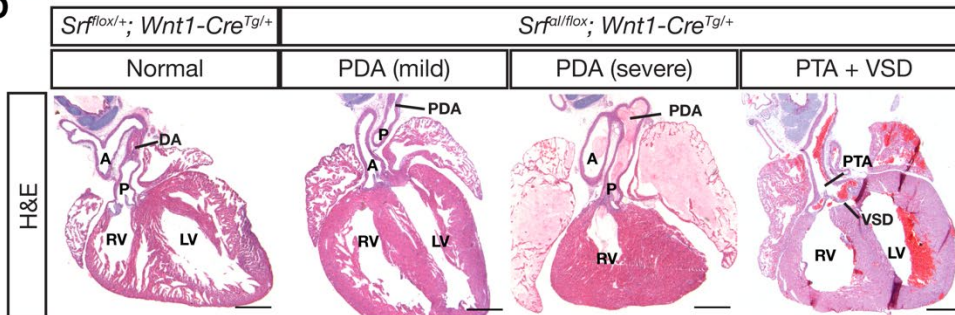 b
Srf^flox/+; Wnt1-Cre^Tg/+ Srf^al/flox; Wnt1-Cre^Tg/+
Normal PDA (mild) PDA (severe) PTA + VSD
H&E
A DA P RV LV
PDA P A RV LV
PDA A P RV
PTA VSD RV LV